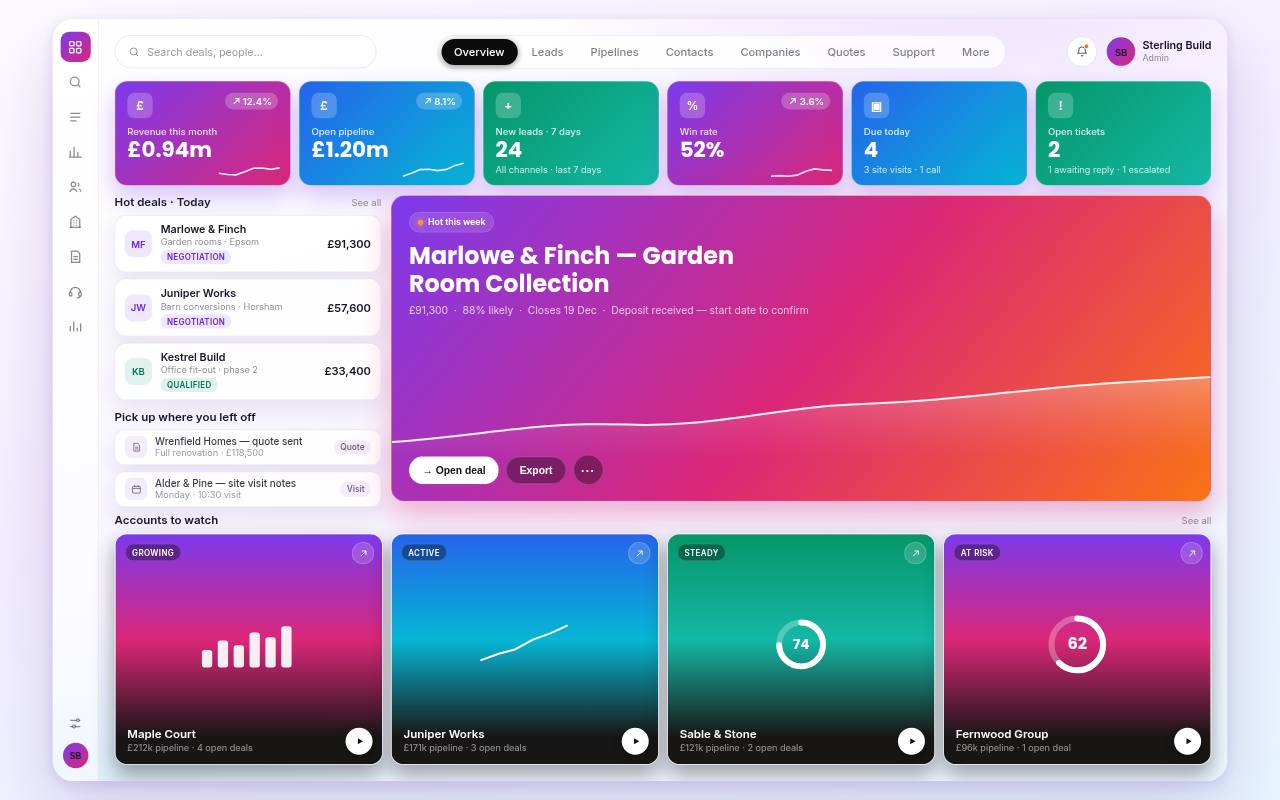 Search deals, people...
Overview
Leads
Pipelines
Contacts
Companies
Quotes
Support
More
SB
Sterling Build
Admin
£
↗ 12.4%
Revenue this month
£0.94m
£
↗ 8.1%
Open pipeline
£1.20m
+
New leads · 7 days
24
All channels · last 7 days
%
↗ 3.6%
Win rate
52%
Due today
4
3 site visits · 1 call
!
Open tickets
2
1 awaiting reply · 1 escalated
Hot deals · Today
See all
MF
Marlowe & Finch
Garden rooms · Epsom
NEGOTIATION
£91,300
JW
Juniper Works
Barn conversions · Horsham
NEGOTIATION
£57,600
KB
Kestrel Build
Office fit-out · phase 2
QUALIFIED
£33,400
Pick up where you left off
Wrenfield Homes — quote sent
Full renovation · £118,500
Quote
Alder & Pine — site visit notes
Monday · 10:30 visit
Visit
Hot this week
Marlowe & Finch — Garden
Room Collection
£91,300 · 88% likely · Closes 19 Dec · Deposit received — start date to confirm
→ Open deal
Export
...
Accounts to watch
See all
GROWING
Maple Court
£212k pipeline · 4 open deals
ACTIVE
Juniper Works
£171k pipeline · 3 open deals
STEADY
74
Sable & Stone
£121k pipeline · 2 open deals
AT RISK
62
Fernwood Group
£96k pipeline · 1 open deal
SB